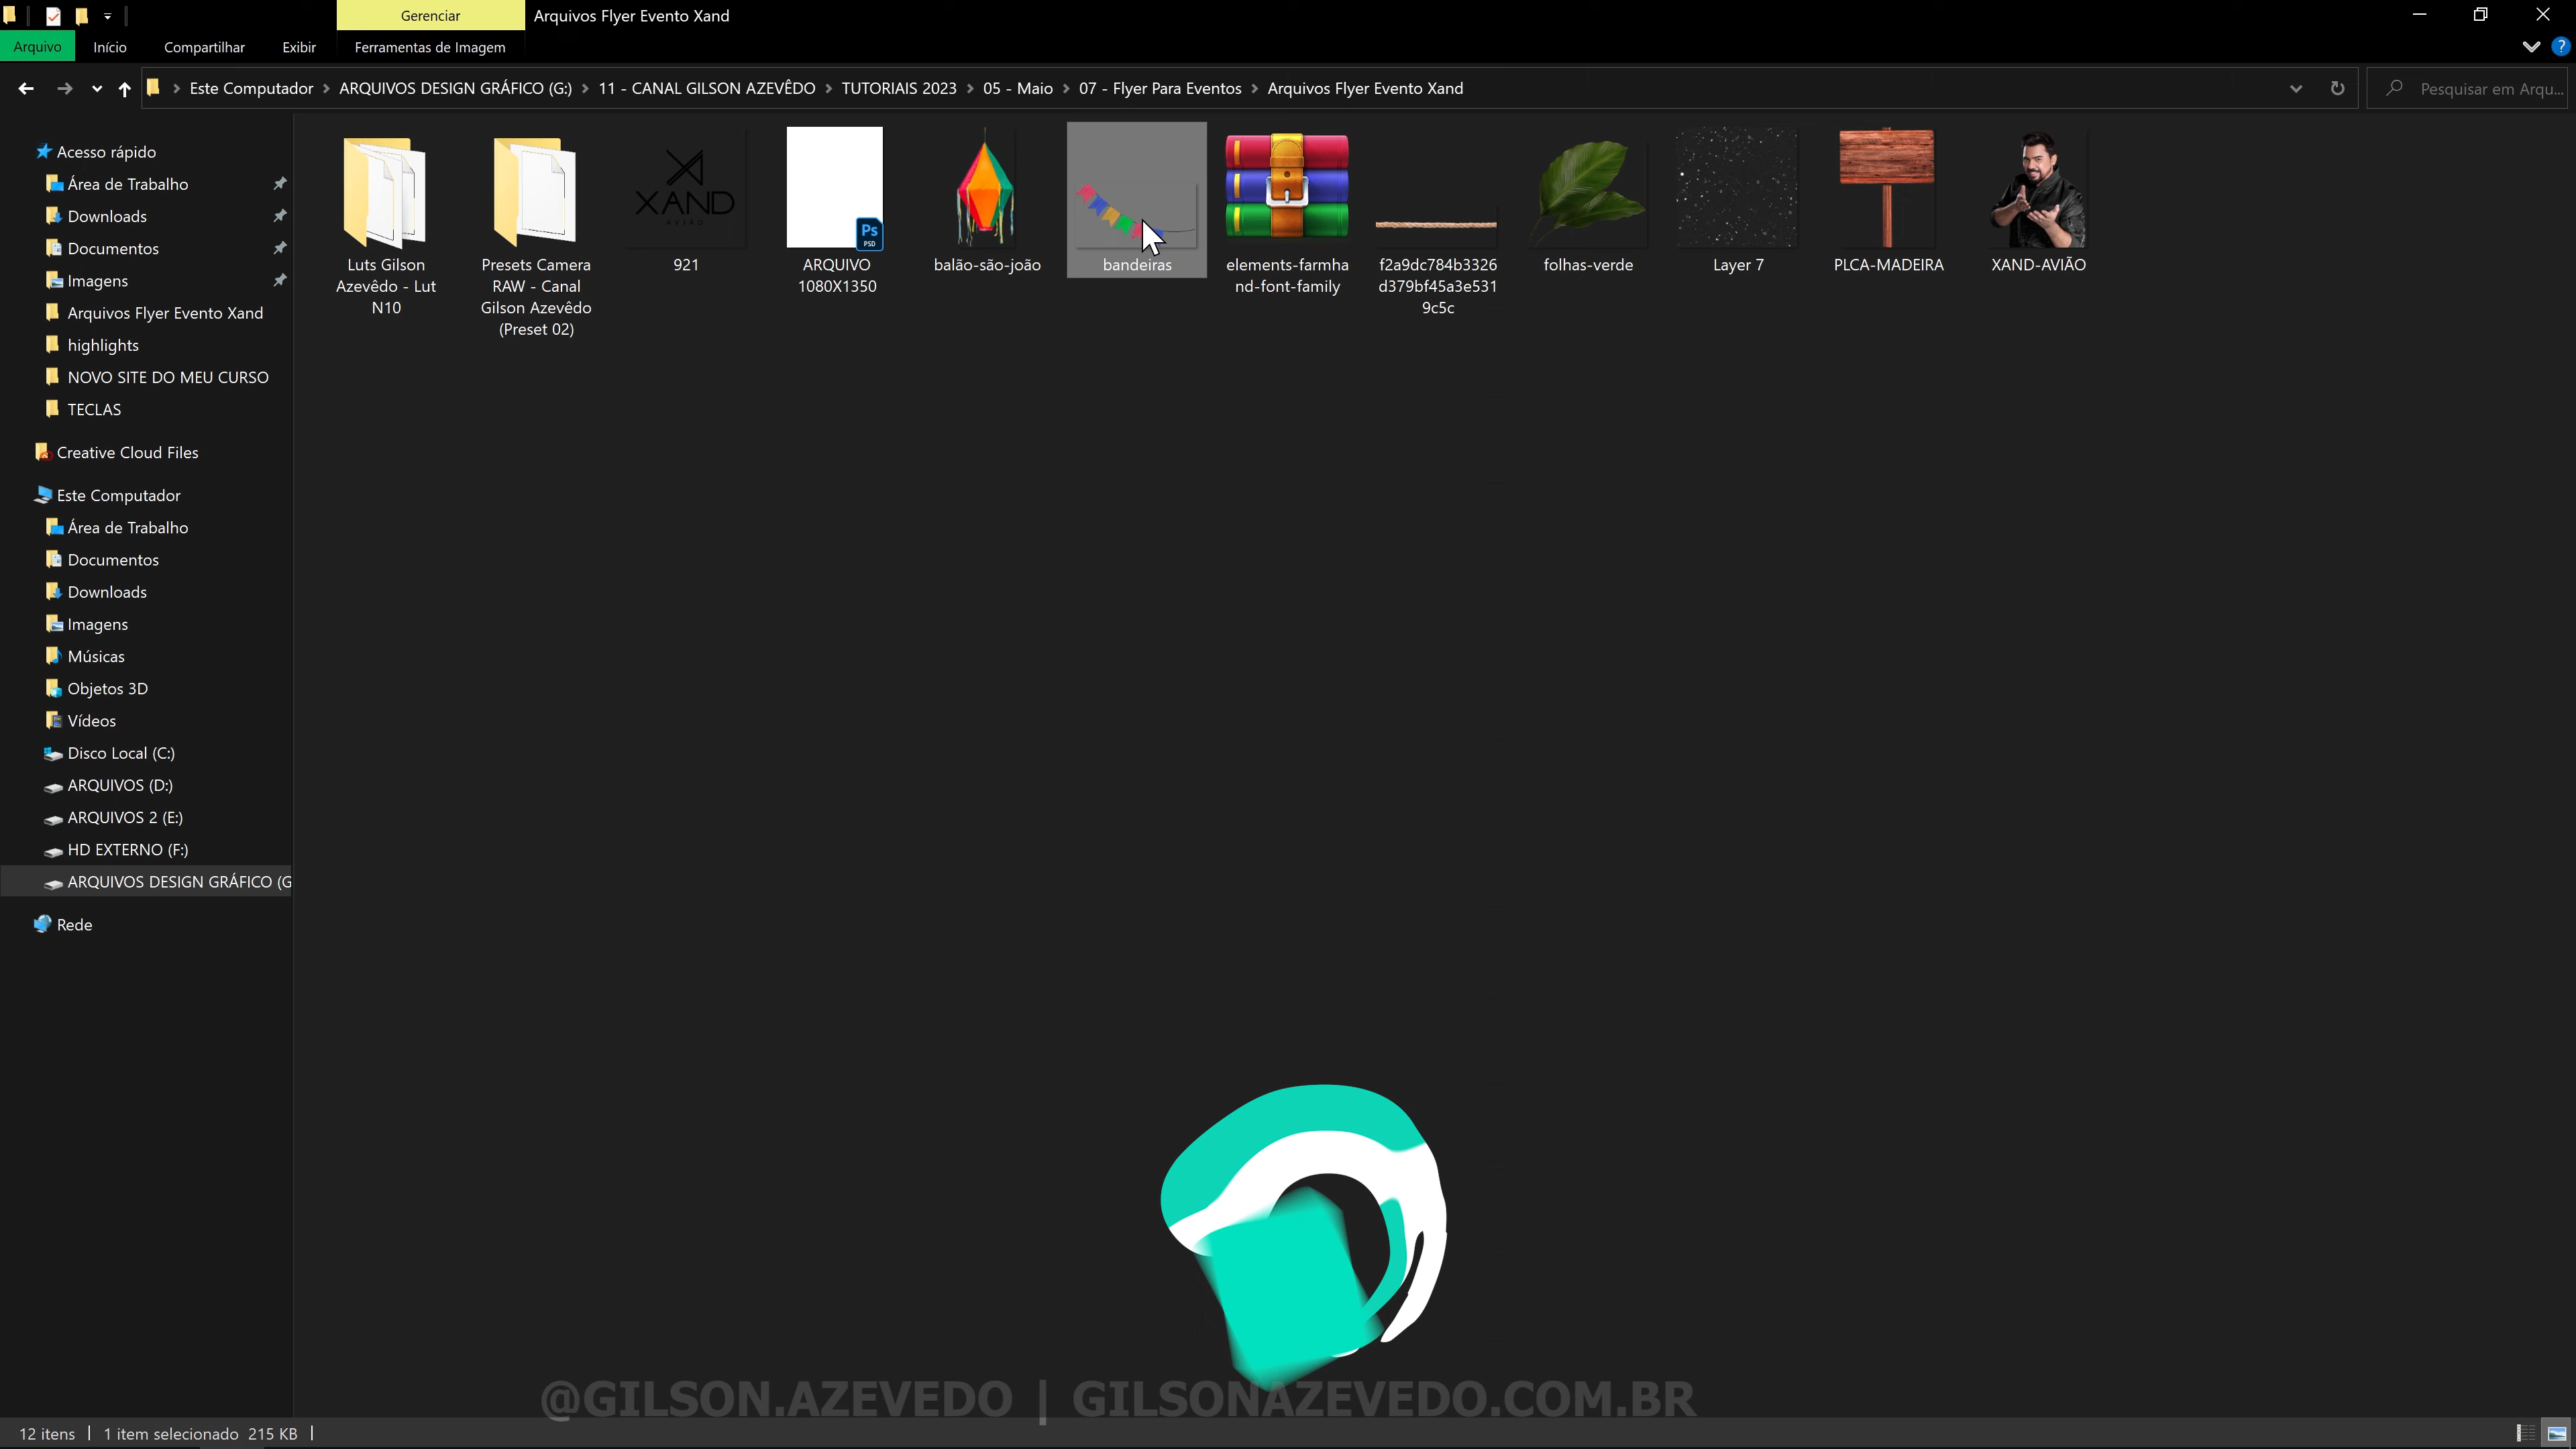 Gerenciar
Arquivos Flyer Evento Xand
Arquivo
Início
Compartilhar
Exibir
Ferramentas de Imagem
?
Este Computador
ARQUIVOS DESIGN GRÁFICO (G:)
11 - CANAL GILSON AZEVÊDO
TUTORIAIS 2023
05 - Maio
07 - Flyer Para Eventos
Arquivos Flyer Evento Xand
Pesquisar em Arqu...
Acesso rápido
Área de Trabalho
Downloads
Documentos
Imagens
Arquivos Flyer Evento Xand
highlights
NOVO SITE DO MEU CURSO
TECLAS
Creative Cloud Files
Este Computador
Área de Trabalho
Documentos
Downloads
Imagens
Músicas
Objetos 3D
Vídeos
Disco Local (C:)
ARQUIVOS (D:)
ARQUIVOS 2 (E:)
HD EXTERNO (F:)
ARQUIVOS DESIGN GRÁFICO (G
Rede
Luts Gilson
Azevêdo - Lut
N10
Presets Camera
RAW - Canal
Gilson Azevêdo
(Preset 02)
XAND
AVIÃO
921
Ps
PSD
ARQUIVO
1080X1350
balão-são-joão
bandeiras
elements-farmha
nd-font-family
f2a9dc784b3326
d379bf45a3e531
9c5c
folhas-verde
Layer 7
PLCA-MADEIRA
XAND-AVIÃO
@GILSON.AZEVEDO | GILSONAZEVEDO.COM.BR
12 itens
1 item selecionado 215 KB